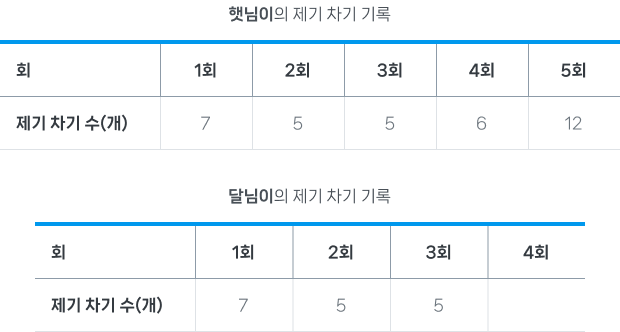 햇님이의 제기 차기 기록
회 1회 2회 3회 4회 5회
제기 차기 수(개) 7 5 5 6 12
달님이의 제기 차기 기록
회 1회 2회 3회 4회
제기 차기 수(개) 7 5 5